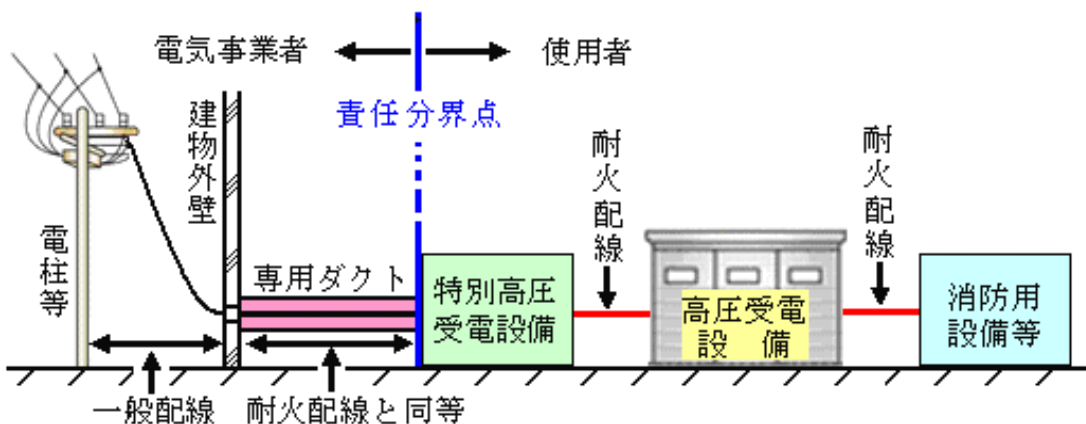 電気事業者
使用者
責任分界点
建物外壁
電柱等
専用ダクト
特別高圧
受電設備
耐火配線
高圧受電
設備
耐火配線
消防用
設備等
一般配線
耐火配線と同等